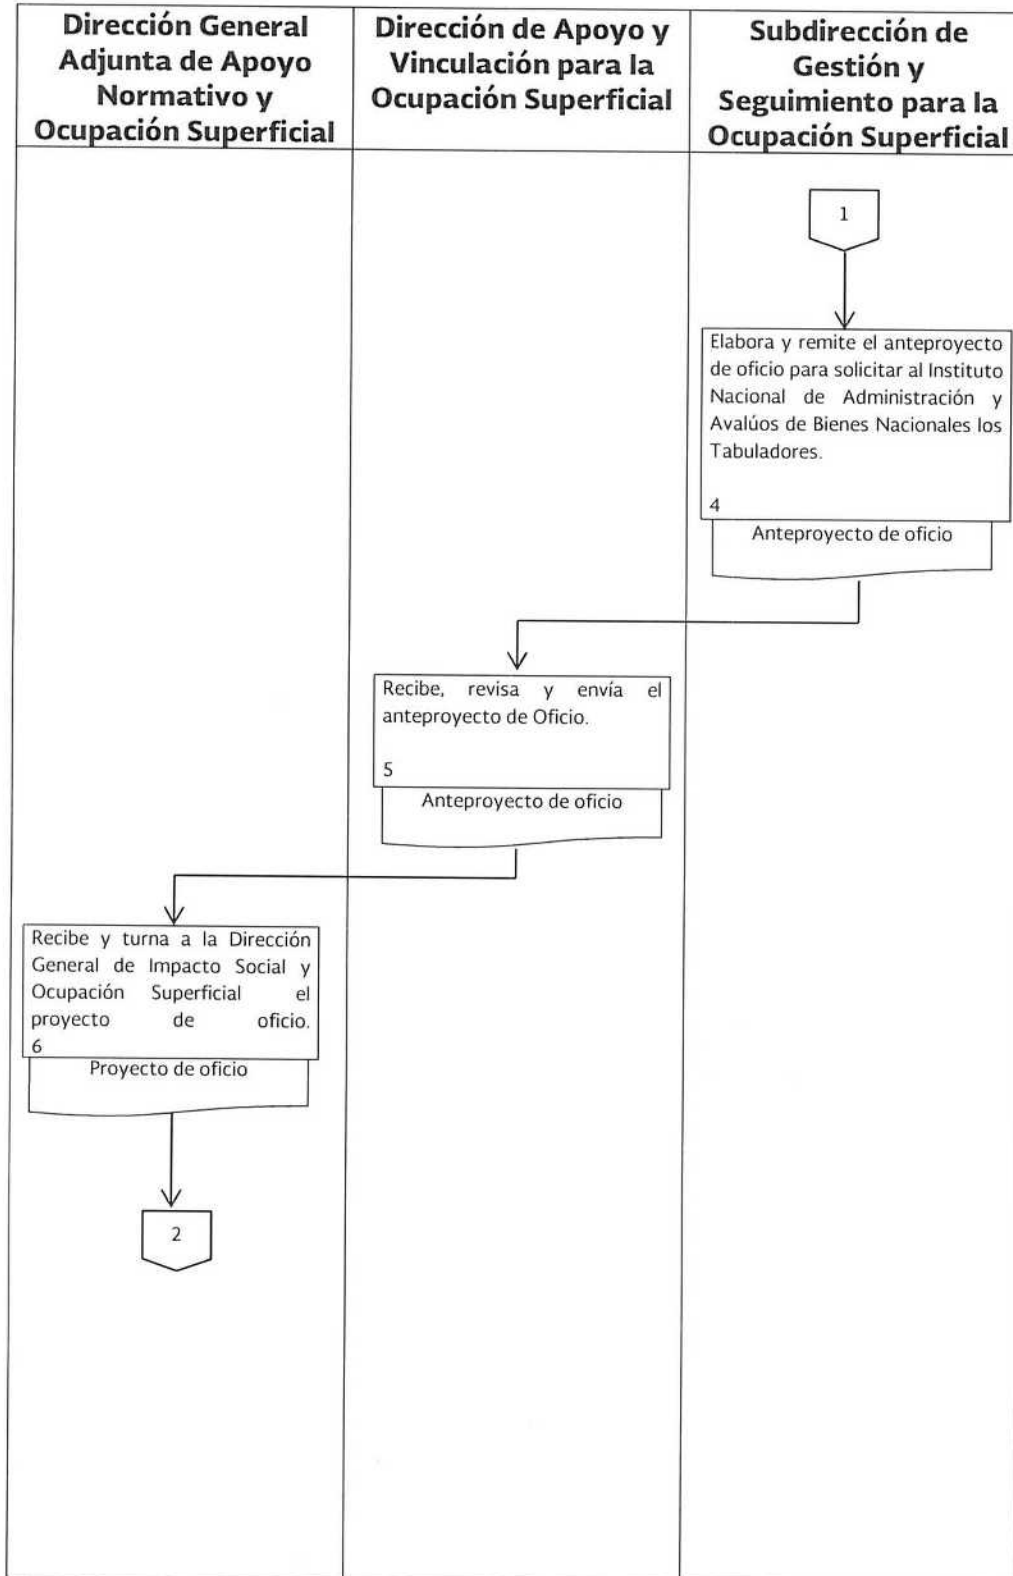 Dirección General
Adjunta de Apoyo
Normativo y
Ocupación Superficial
Dirección de Apoyo y
Vinculación para la
Ocupación Superficial
Subdirección de
Gestión y
Seguimiento para la
Ocupación Superficial
1
Elabora y remite el anteproyecto
de oficio para solicitar al Instituto
Nacional de Administración y
Avalúos de Bienes Nacionales los
Tabuladores.
4
Anteproyecto de oficio
Recibe, revisa y envía el
anteproyecto de Oficio.
5
Anteproyecto de oficio
Recibe y turna a la Dirección
General de Impacto Social y
Ocupación Superficial el
proyecto de oficio.
6
Proyecto de oficio
2